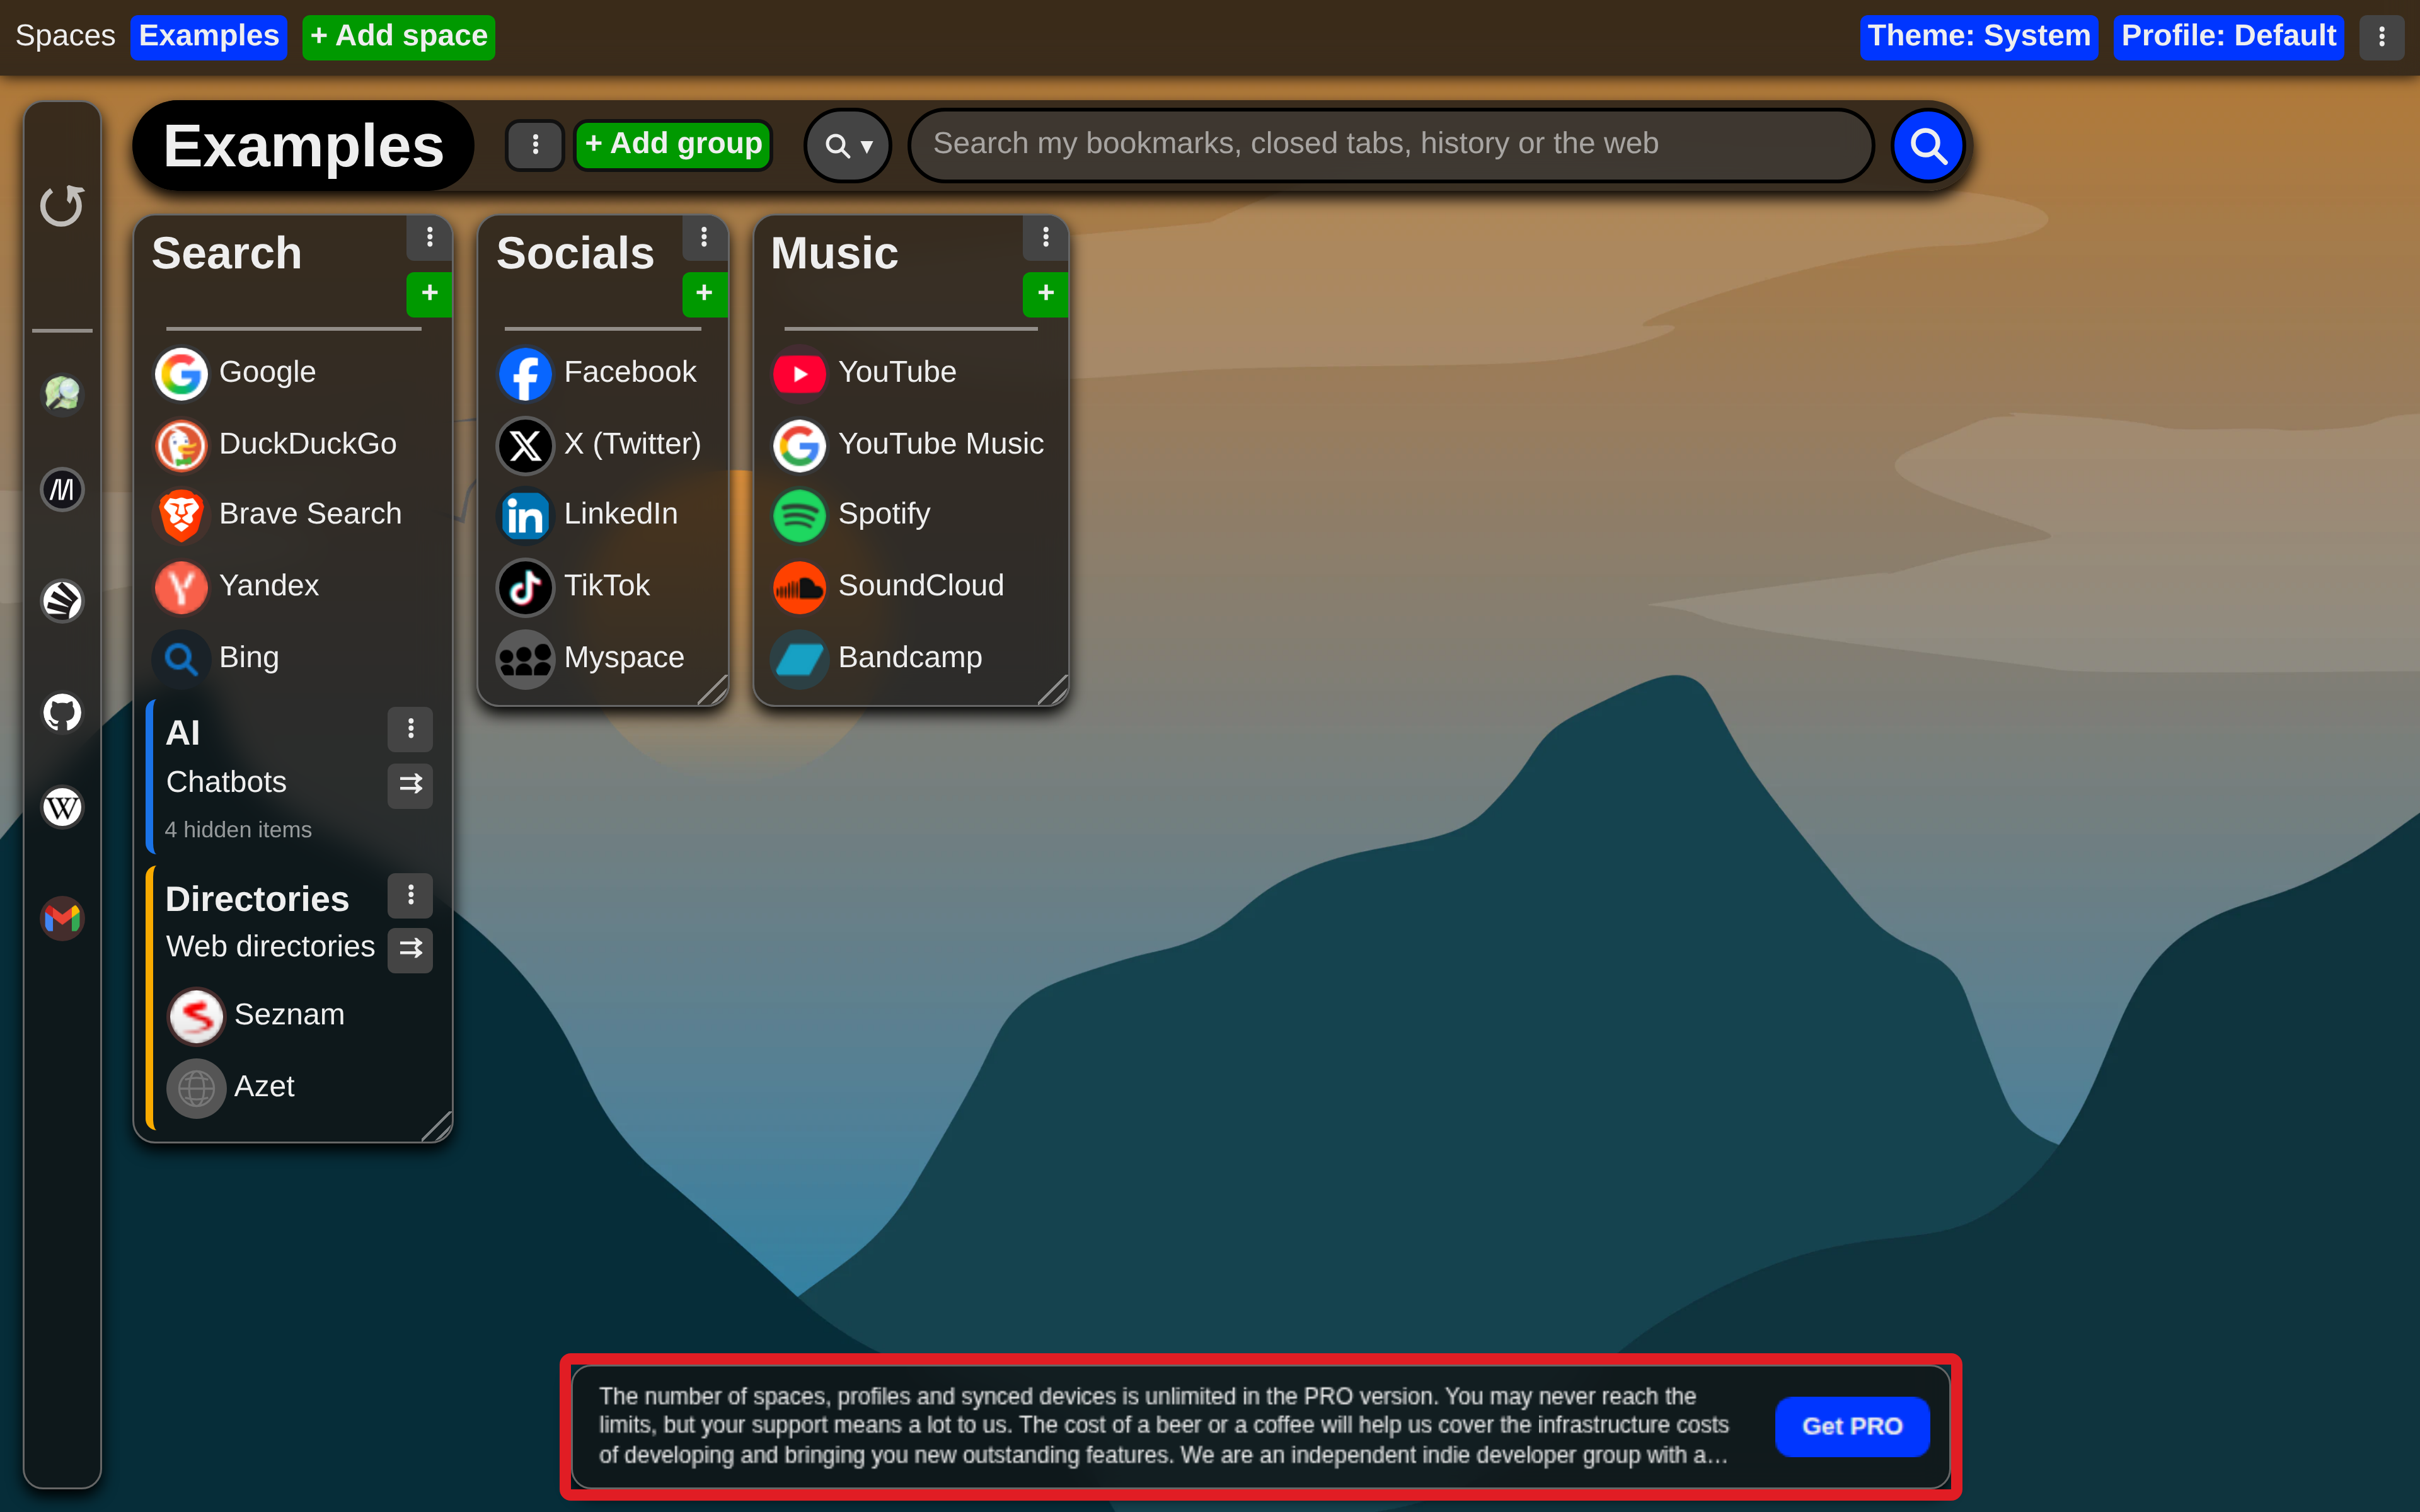 Spaces Examples + Add space Theme: System Profile: Default
Examples + Add group Search my bookmarks, closed tabs, history or the web
Search
Google
DuckDuckGo
Brave Search
Yandex
Bing
AI
Chatbots
4 hidden items
Directories
Web directories
Seznam
Azet
Socials
Facebook
X (Twitter)
LinkedIn
TikTok
Myspace
Music
YouTube
YouTube Music
Spotify
SoundCloud
Bandcamp
The number of spaces, profiles and synced devices is unlimited in the PRO version. You may never reach the
limits, but your support means a lot to us. The cost of a beer or a coffee will help us cover the infrastructure costs
of developing and bringing you new outstanding features. We are an independent indie developer group with a…
Get PRO